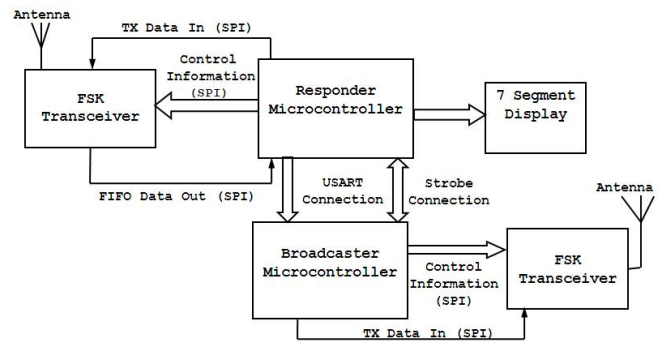 Antenna
TX Data In (SPI)
Control
Information
(SPI)
FSK
Transceiver
Responder
Microcontroller
7 Segment
Display
FIFO Data Out (SPI)
USART
Connection
Strobe
Connection
Antenna
Broadcaster
Microcontroller
Control
Information
(SPI)
FSK
Transceiver
TX Data In (SPI)